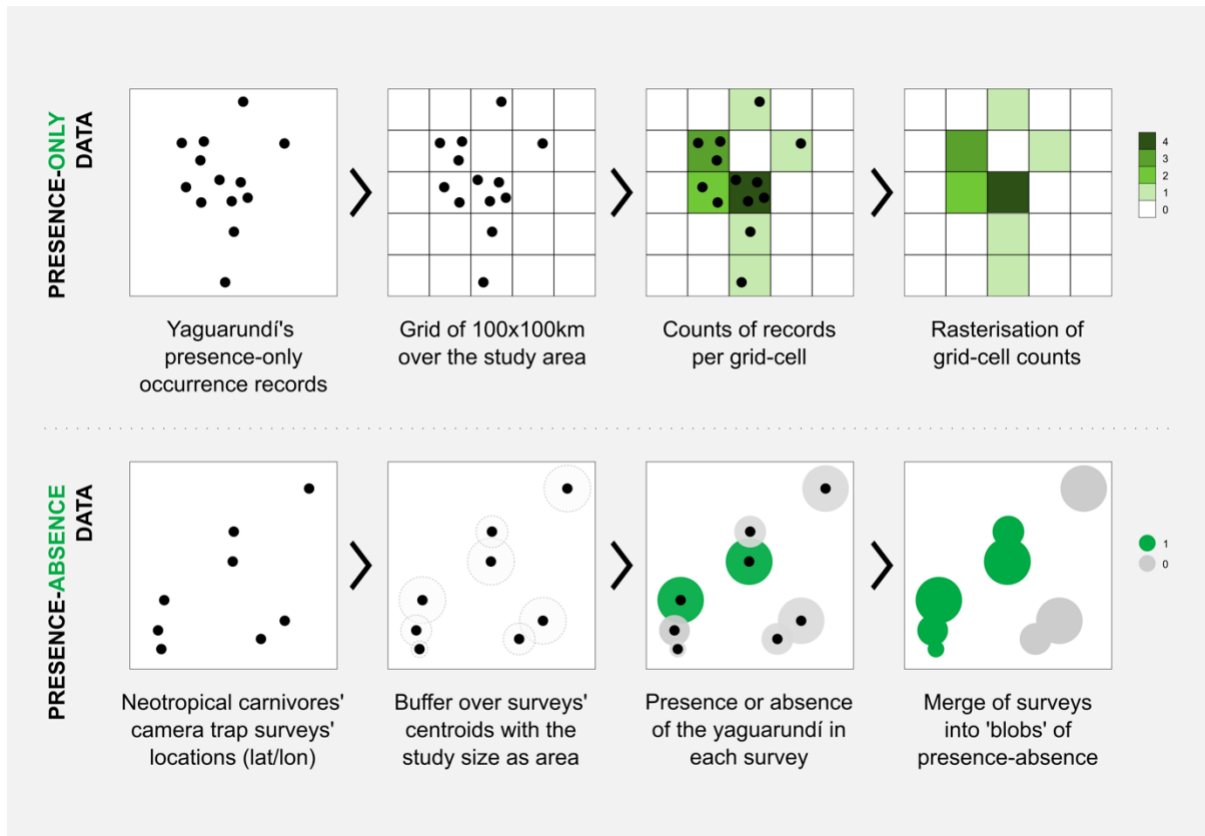 PRESENCE-ONLY
DATA
4
3
2
1
0
Yaguarundí's
presence-only
occurrence records
Grid of 100x100km
over the study area
Counts of records
per grid-cell
Rasterisation of
grid-cell counts
PRESENCE-ABSENCE
DATA
1
0
Neotropical carnivores'
camera trap surveys'
locations (lat/lon)
Buffer over surveys'
centroids with the
study size as area
Presence or absence
of the yaguarundí in
each survey
Merge of surveys
into 'blobs' of
presence-absence